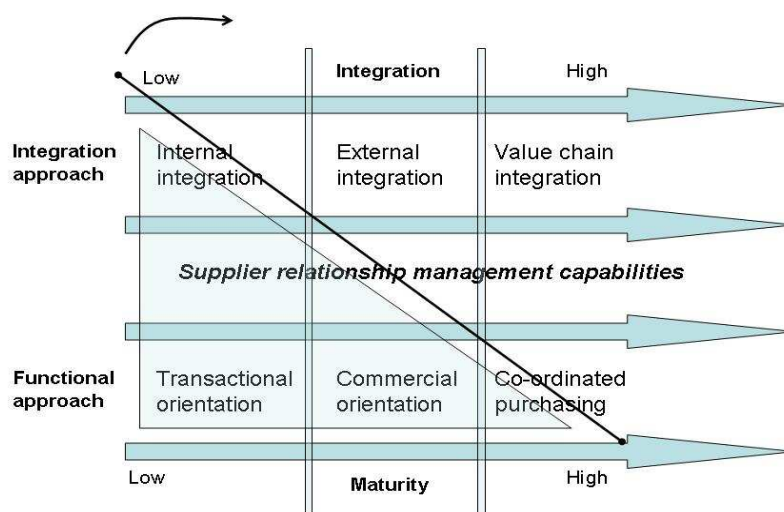 Low Integration High
Integration approach
Internal integration
External integration
Value chain integration
Supplier relationship management capabilities
Functional approach
Transactional orientation
Commercial orientation
Co-ordinated purchasing
Low Maturity High